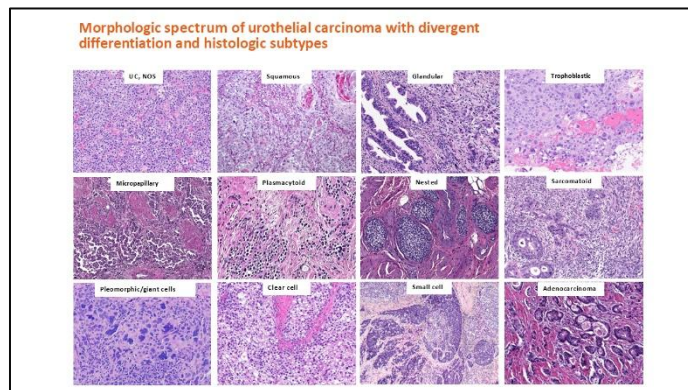 Morphologic spectrum of urothelial carcinoma with divergent
differentiation and histologic subtypes
UC, NOS
Squamous
Glandular
Trophoblastic
Micropapillary
Plasmacytoid
Nested
Sarcomatoid
Pleomorphic/giant cells
Clear cell
Small cell
Adenocarcinoma